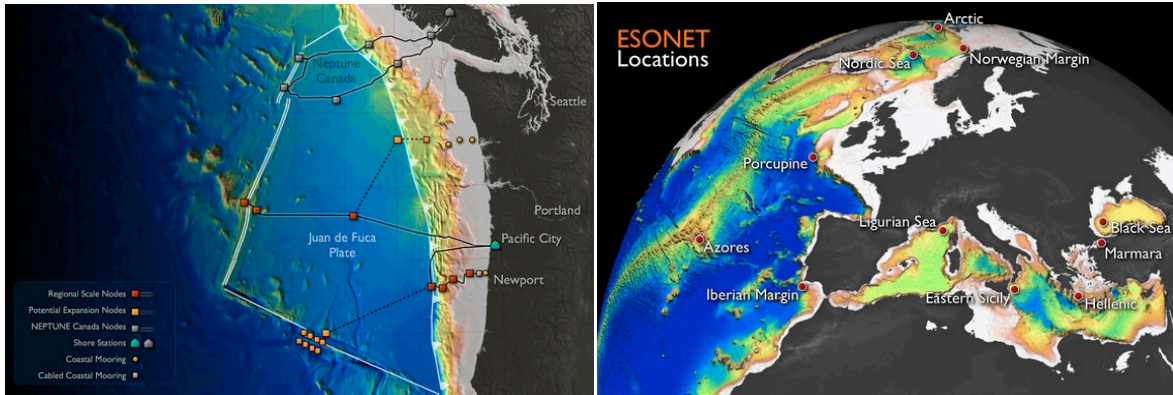 Neptune
Canada
Seattle
Portland
Juan de Fuca
Plate
Pacific City
Newport
Regional Scale Nodes
Potential Expansion Nodes
NEPTUNE Canada Nodes
Shore Stations
Coastal Mooring
Cabled Coastal Mooring
ESONET
Locations
Arctic
Nordic Sea
Norwegian Margin
Porcupine
Ligurian Sea
Black Sea
Azores
Marmara
Iberian Margin
Eastern Sicily
Hellenic